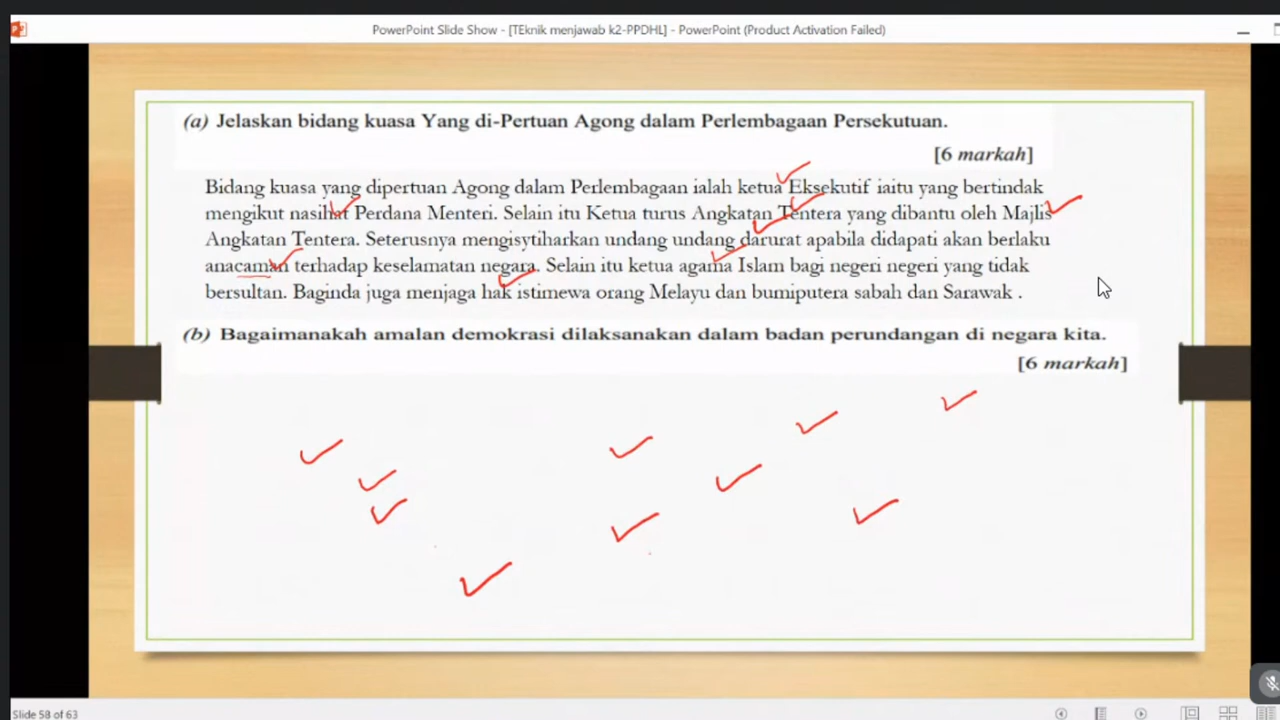 PowerPoint Slide Show - [TEknik menjawab k2-PPDHL] - PowerPoint (Product Activation Failed)
(a) Jelaskan bidang kuasa Yang di-Pertuan Agong dalam Perlembagaan Persekutuan.
[6 markah]
Bidang kuasa yang dipertuan Agong dalam Perlembagaan ialah ketua Eksekutif iaitu yang bertindak
mengikut nasihat Perdana Menteri. Selain itu Ketua turus Angkatan Tentera yang dibantu oleh Majlis
Angkatan Tentera. Seterusnya mengisytiharkan undang undang darurat apabila didapati akan berlaku
anacaman terhadap keselamatan negara. Selain itu ketua agama Islam bagi negeri negeri yang tidak
bersultan. Baginda juga menjaga hak istimewa orang Melayu dan bumiputera sabah dan Sarawak .
(b) Bagaimanakah amalan demokrasi dilaksanakan dalam badan perundangan di negara kita.
[6 markah]
Slide 58 of 63